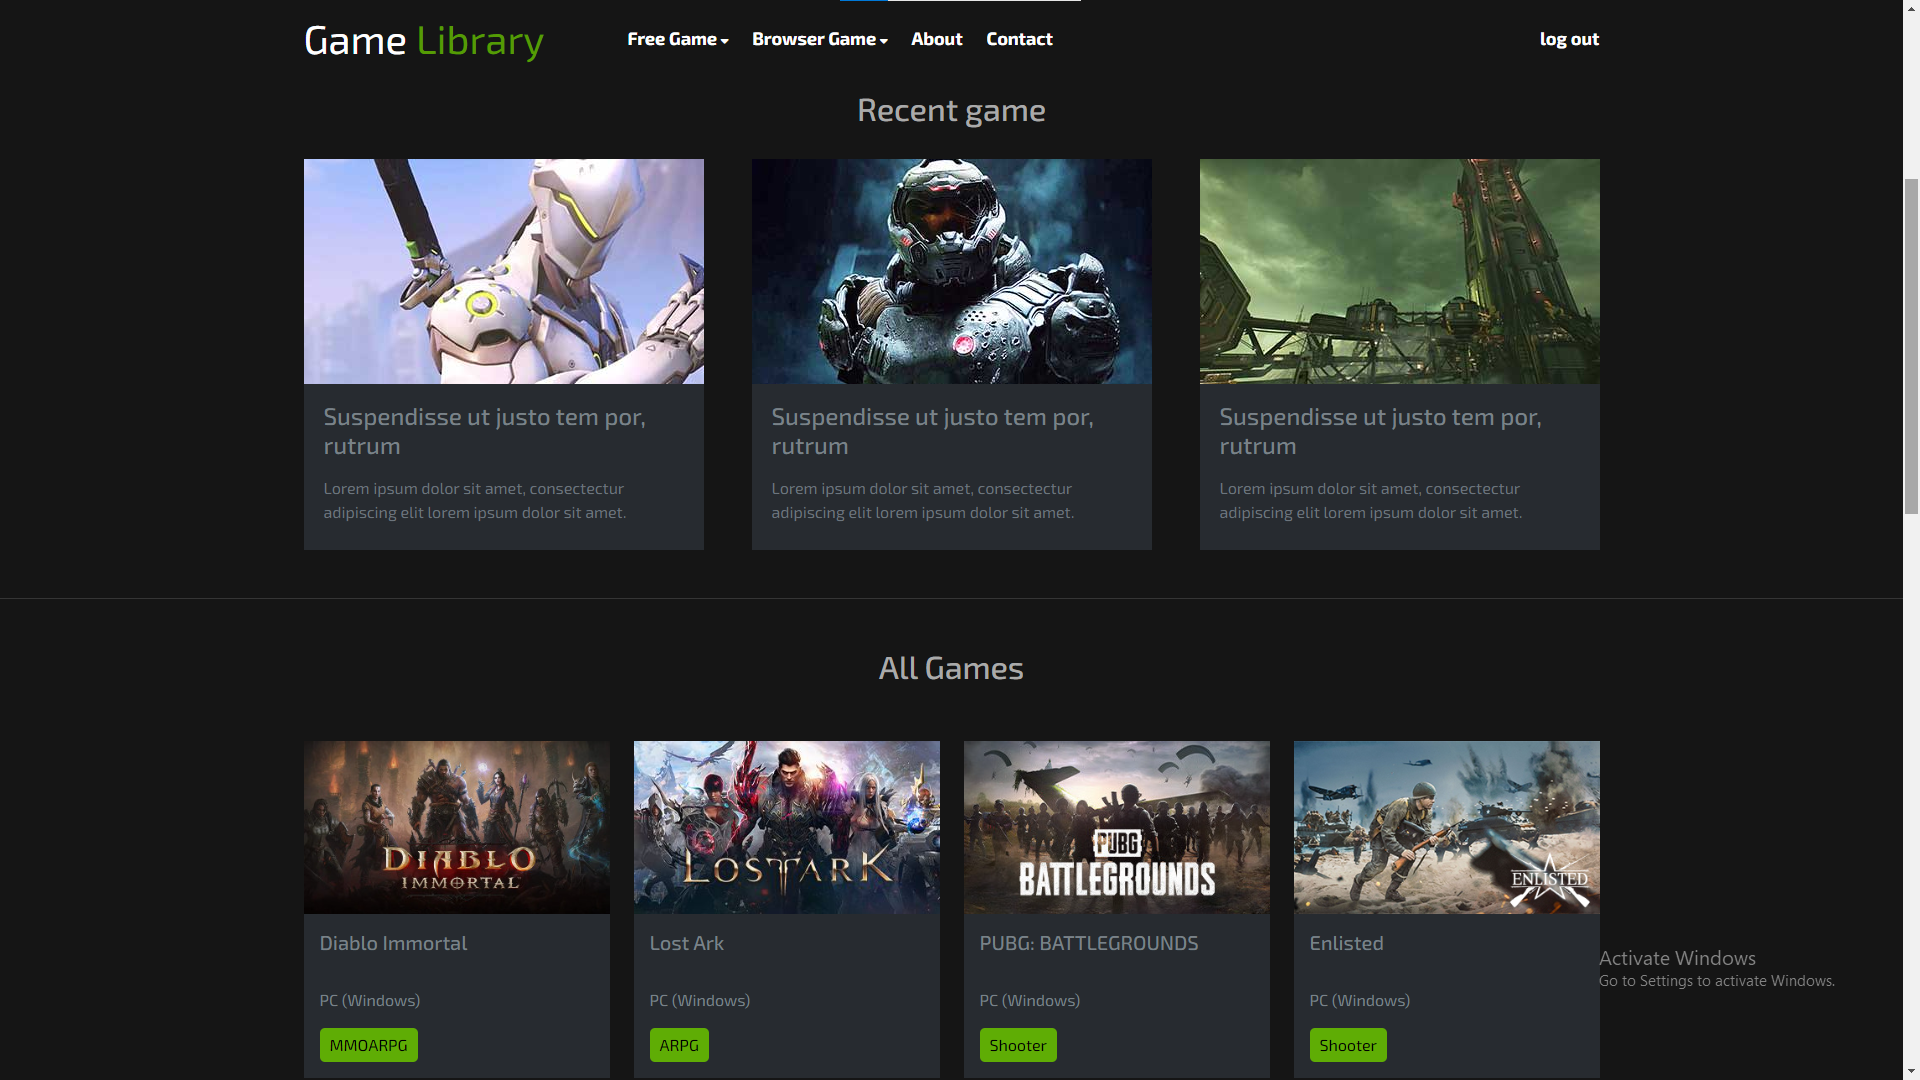 Game Library
Free Game
Browser Game
About
Contact
log out
Recent game
Suspendisse ut justo tem por,
rutrum
Lorem ipsum dolor sit amet, consectectur
adipiscing elit lorem ipsum dolor sit amet.
Suspendisse ut justo tem por,
rutrum
Lorem ipsum dolor sit amet, consectectur
adipiscing elit lorem ipsum dolor sit amet.
Suspendisse ut justo tem por,
rutrum
Lorem ipsum dolor sit amet, consectectur
adipiscing elit lorem ipsum dolor sit amet.
All Games
DIABLO
IMMORTAL
Diablo Immortal
PC (Windows)
MMOARPG
LOST ARK
Lost Ark
PC (Windows)
ARPG
PUBG
BATTLEGROUNDS
PUBG: BATTLEGROUNDS
PC (Windows)
Shooter
ENLISTED
Enlisted
PC (Windows)
Shooter
Activate Windows
Go to Settings to activate Windows.